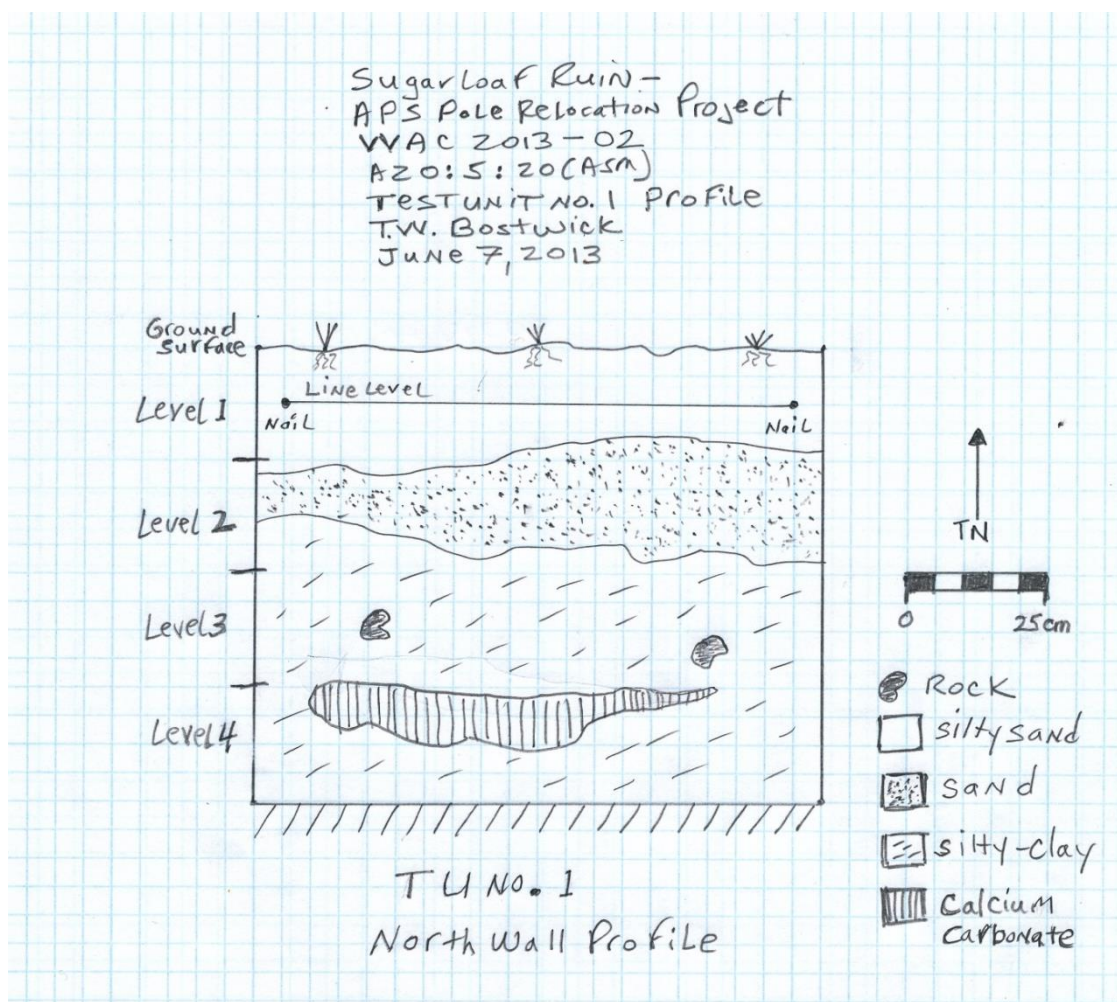 Sugarloaf Ruin -
APS Pole Relocation Project
VVAC 2013-02
AZ O:5:20 (ASM)
TEST UNIT NO. 1 Profile
T.W. Bostwick
June 7, 2013
Ground
Surface
Line Level
Level 1
Nail
Nail
Level 2
TN
Level 3
0
25cm
Rock
Level 4
silty sand
sand
silty-clay
Calcium
Carbonate
TU NO. 1
North Wall Profile